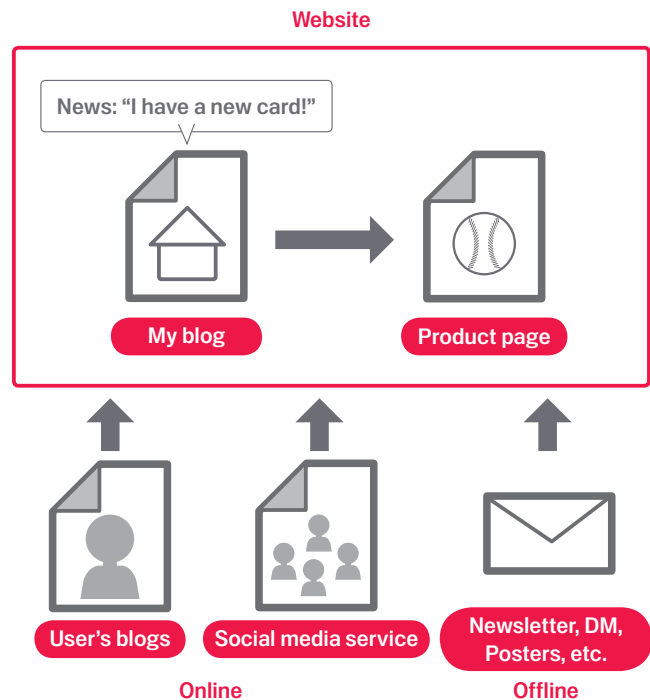 Website
News: “I have a new card!”
My blog
Product page
User’s blogs
Social media service
Newsletter, DM,
Posters, etc.
Online
Offline